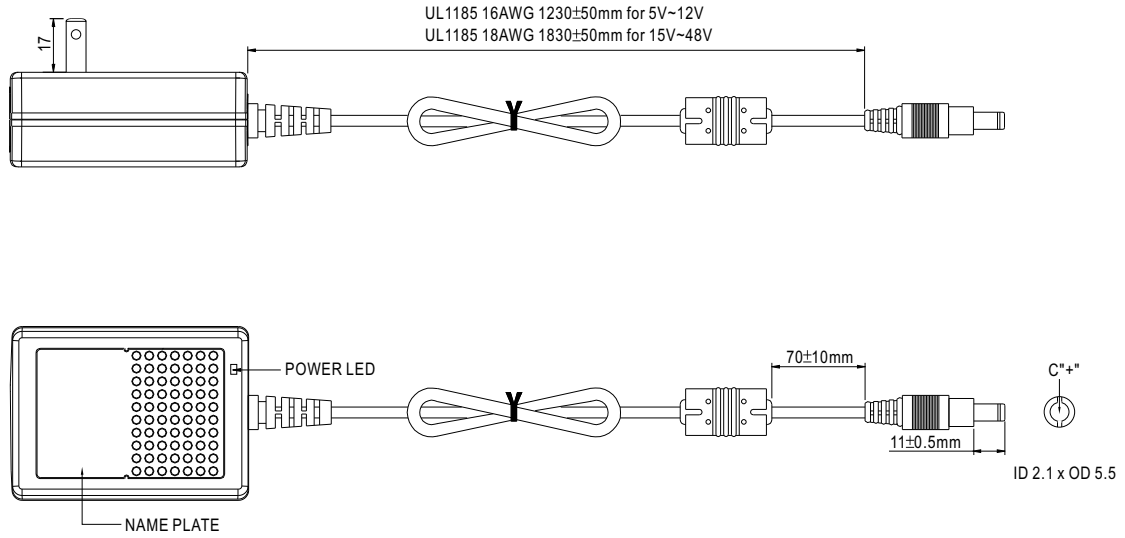 UL1185 16AWG 1230±50mm for 5V~12V
UL1185 18AWG 1830±50mm for 15V~48V
17
POWER LED
70±10mm
C"+"
11±0.5mm
ID 2.1 x OD 5.5
NAME PLATE